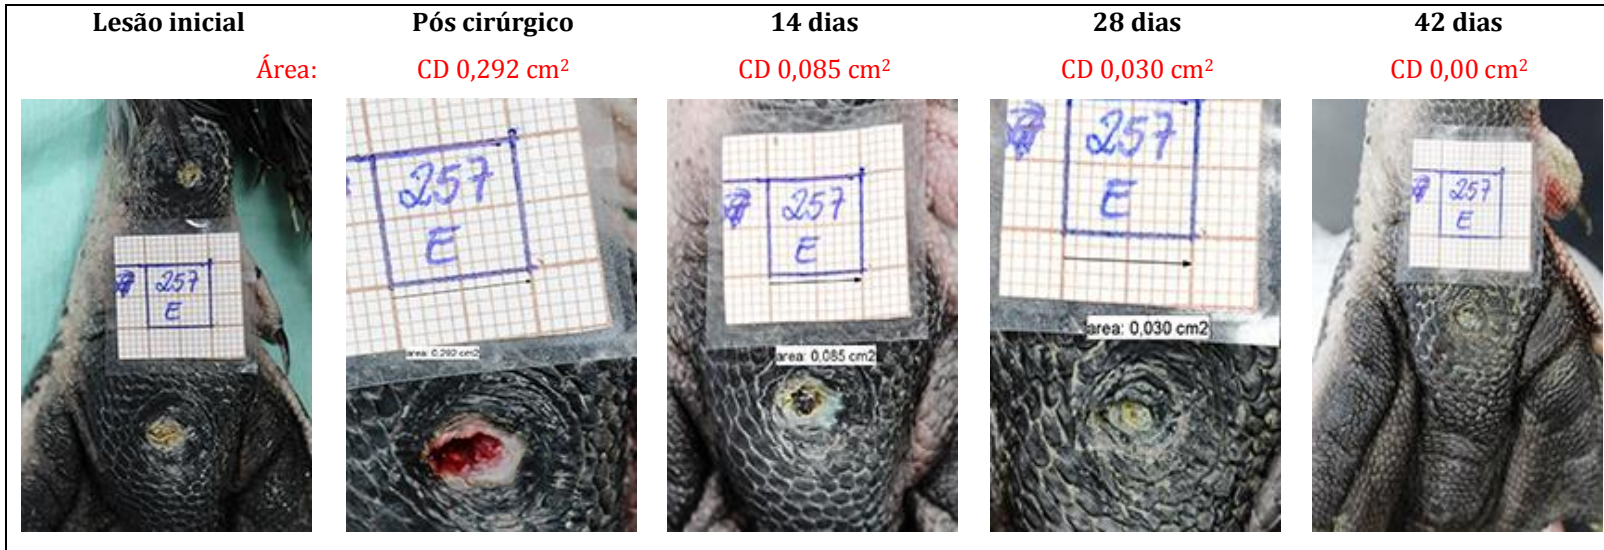 Lesão inicial
Pós cirúrgico
14 dias
28 dias
42 dias
Área:
CD 0,292 cm²
CD 0,085 cm²
CD 0,030 cm²
CD 0,00 cm²
257
E
257
E
area: 0,292 cm2
257
E
area: 0,085 cm2
257
E
area: 0,030 cm2
257
E